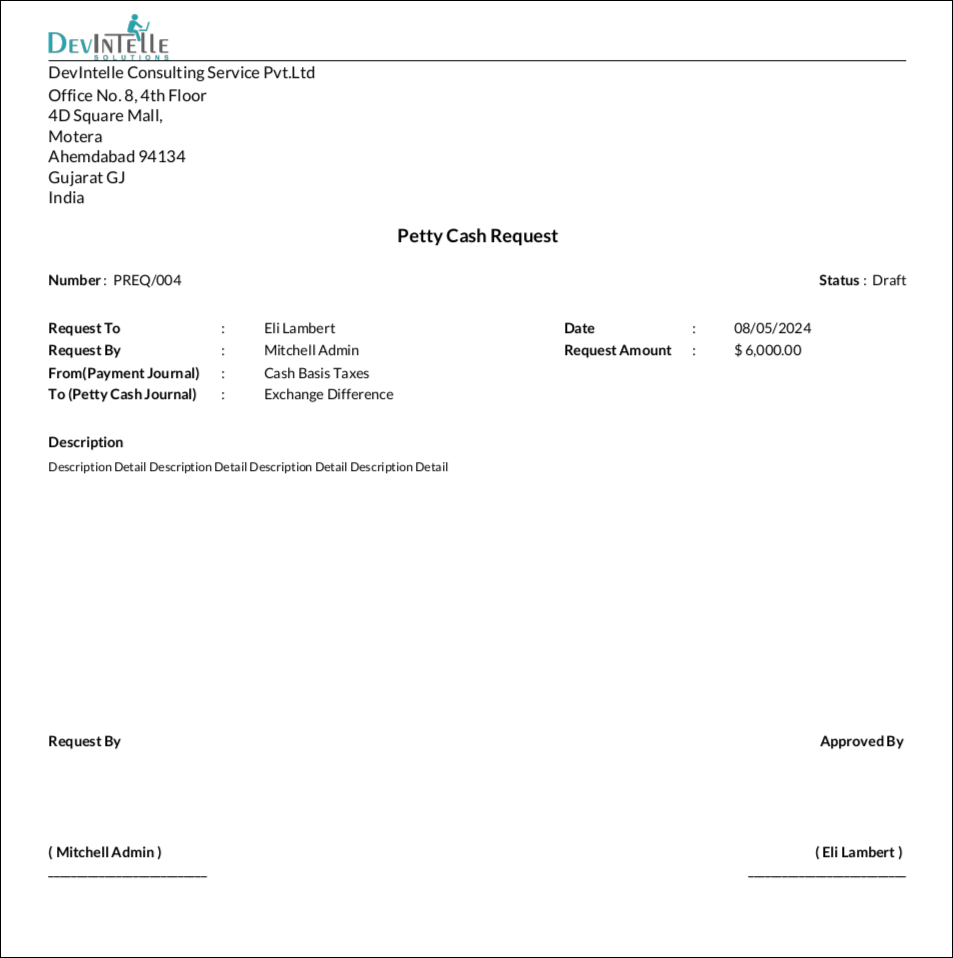 DEVINTELLE
SOLUTIONS
DevIntelle Consulting Service Pvt.Ltd
Office No. 8, 4th Floor
4D Square Mall,
Motera
Ahemdabad 94134
Gujarat GJ
India
Petty Cash Request
Number : PREQ/004 Status : Draft
Request To : Eli Lambert Date : 08/05/2024
Request By : Mitchell Admin Request Amount : $ 6,000.00
From(Payment Journal) : Cash Basis Taxes
To (Petty Cash Journal) : Exchange Difference
Description
Description Detail Description Detail Description Detail Description Detail
Request By Approved By
( Mitchell Admin ) ( Eli Lambert )